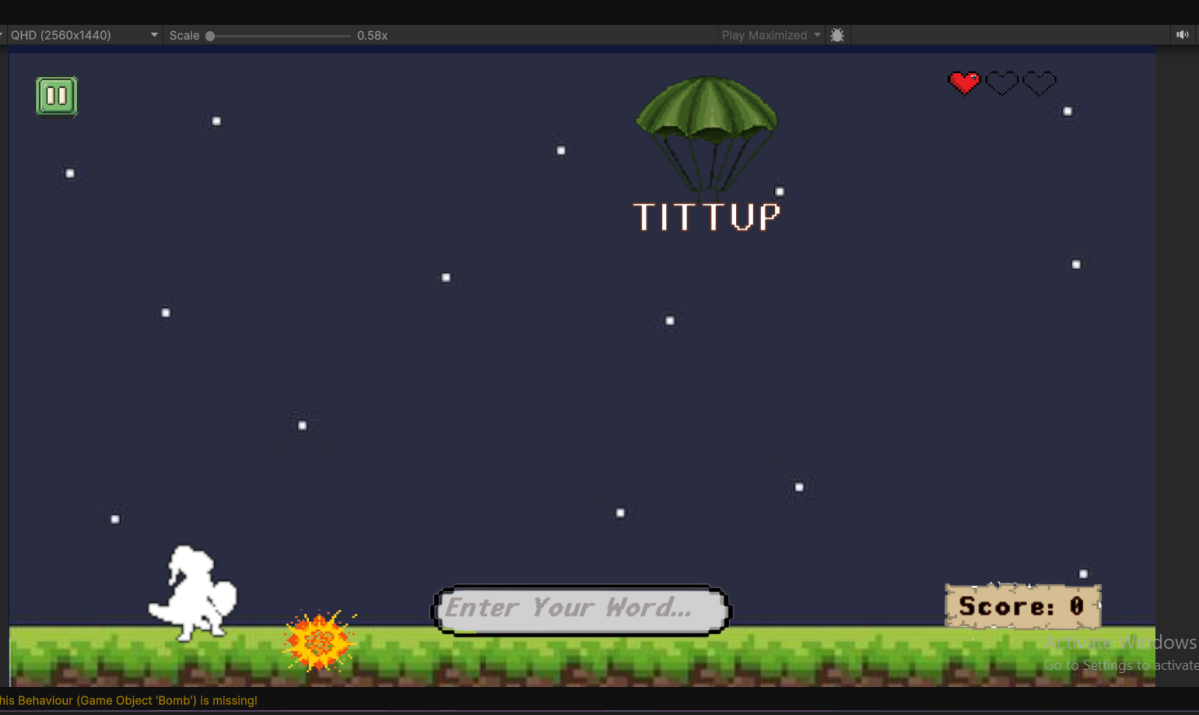 QHD (2560x1440)
Scale
0.58x
Play Maximized
TITTUP
Enter Your Word...
Score: 0
Activate Windows
Go to Settings to activate
his Behaviour (Game Object 'Bomb') is missing!